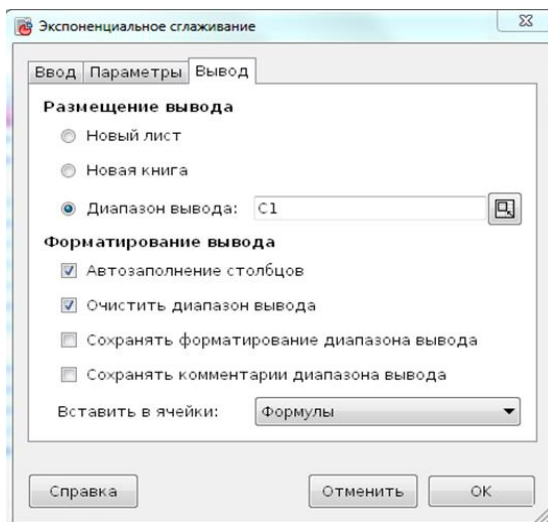 Экспоненциальное сглаживание
Ввод Параметры Вывод
Размещение вывода
Новый лист
Новая книга
Диапазон вывода: C1
Форматирование вывода
Автозаполнение столбцов
Очистить диапазон вывода
Сохранять форматирование диапазона вывода
Сохранять комментарии диапазона вывода
Вставить в ячейки: Формулы
Справка Отменить OK